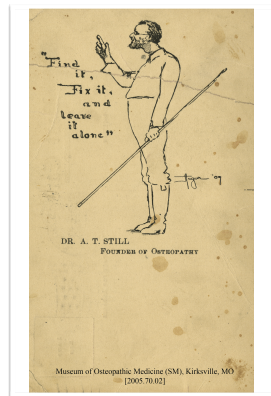 "Find
it,
Fix it,
and
leave
it
alone"
'09
DR. A. T. STILL
FOUNDER OF OSTEOPATHY
Museum of Osteopathic Medicine (SM), Kirksville, MO
[2005.70.02]